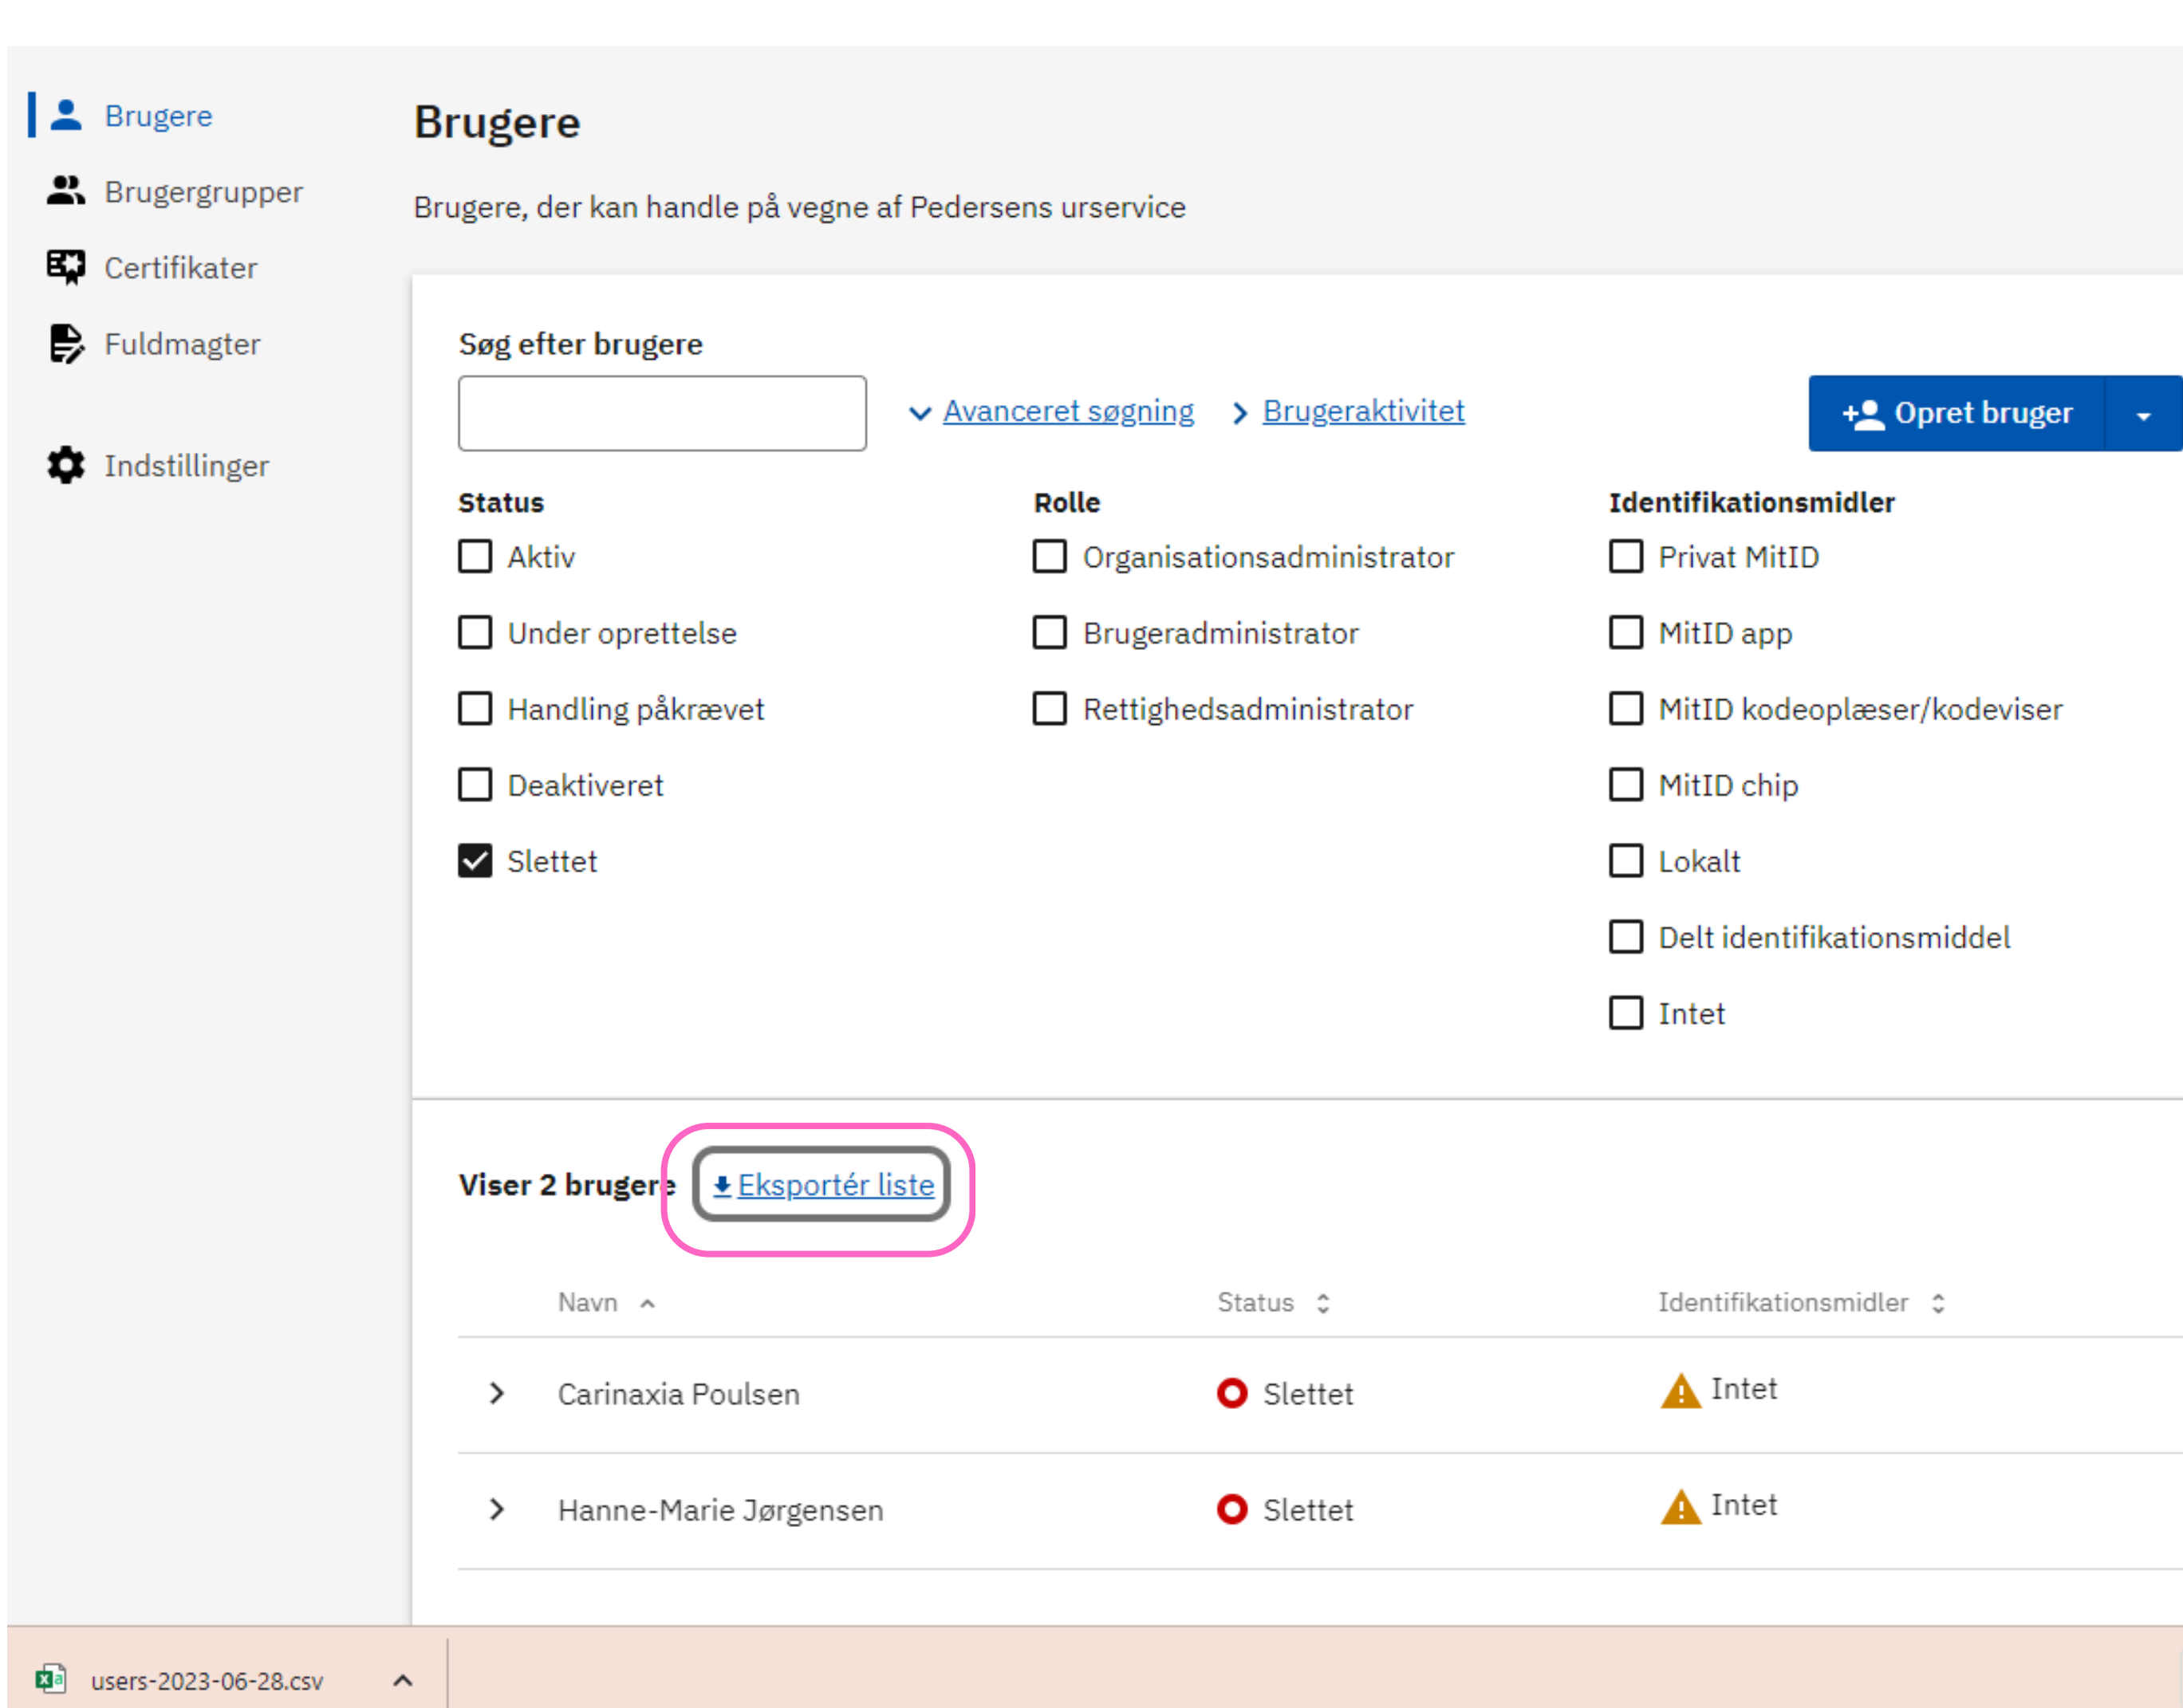 Brugere
Brugergrupper
Certifikater
Fuldmagter
Indstillinger
Brugere
Brugere, der kan handle på vegne af Pedersens urservice
Søg efter brugere
Avanceret søgning
Brugeraktivitet
Opret bruger
Status
Aktiv
Under oprettelse
Handling påkrævet
Deaktiveret
Slettet
Rolle
Organisationsadministrator
Brugeradministrator
Rettighedsadministrator
Identifikationsmidler
Privat MitID
MitID app
MitID kodeoplæser/kodeviser
MitID chip
Lokalt
Delt identifikationsmiddel
Intet
Viser 2 brugere Eksportér liste
Navn Status Identifikationsmidler
Carinaxia Poulsen Slettet Intet
Hanne-Marie Jørgensen Slettet Intet
users-2023-06-28.csv